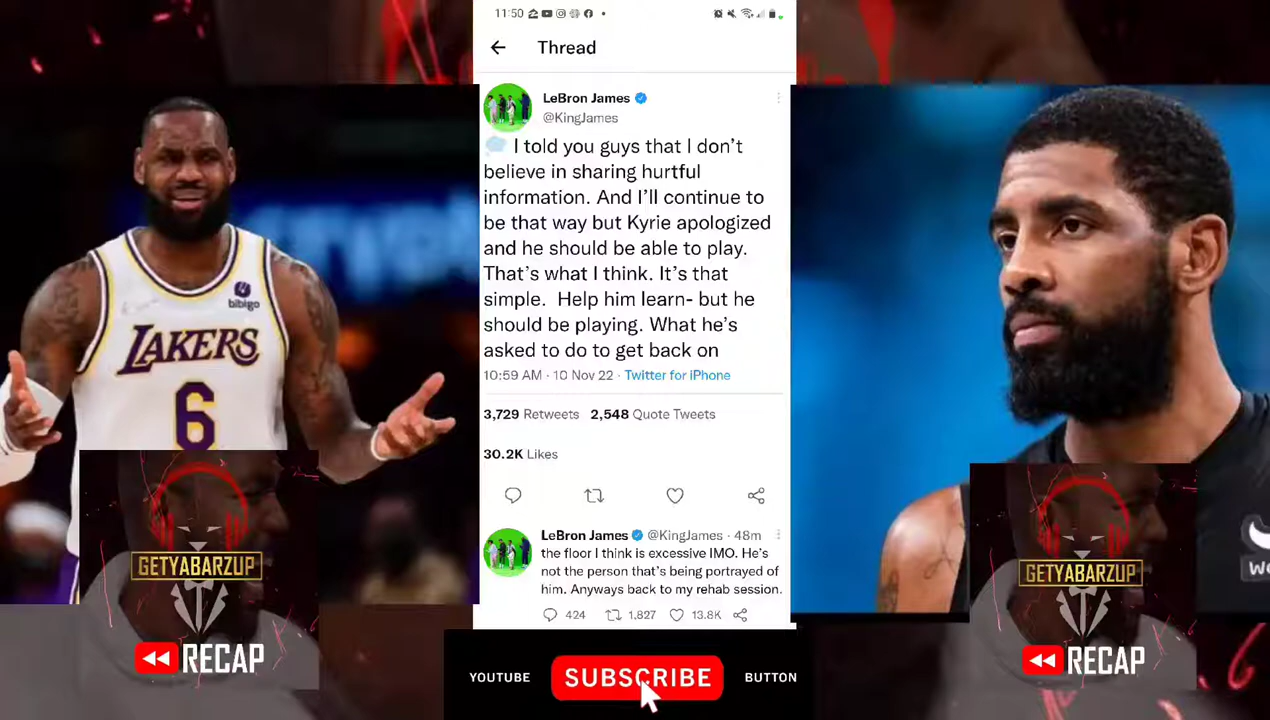 11:50
Thread
LeBron James
@KingJames
I told you guys that I don't
believe in sharing hurtful
information. And I'll continue to
be that way but Kyrie apologized
and he should be able to play.
That's what I think. It's that
simple. Help him learn- but he
should be playing. What he's
asked to do to get back on
10:59 AM · 10 Nov 22 · Twitter for iPhone
3,729 Retweets 2,548 Quote Tweets
30.2K Likes
LeBron James @KingJames · 48m
the floor I think is excessive IMO. He's
not the person that's being portrayed of
him. Anyways back to my rehab session.
424 1,827 13.8K
bibigo
LAKERS
6
GETYABARZUP
RECAP
GETYABARZUP
RECAP
YOUTUBE SUBSCRIBE BUTTON